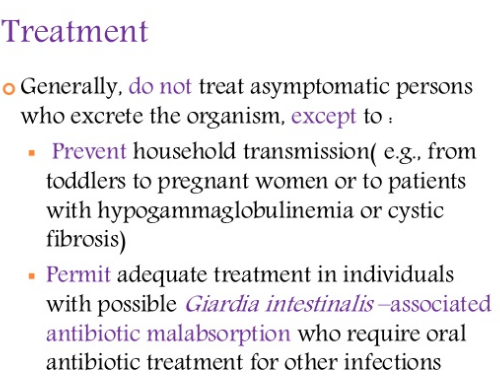 Treatment
Generally, do not treat asymptomatic persons
who excrete the organism, except to :
Prevent household transmission( e.g., from
toddlers to pregnant women or to patients
with hypogammaglobulinemia or cystic
fibrosis)
Permit adequate treatment in individuals
with possible Giardia intestinalis –associated
antibiotic malabsorption who require oral
antibiotic treatment for other infections